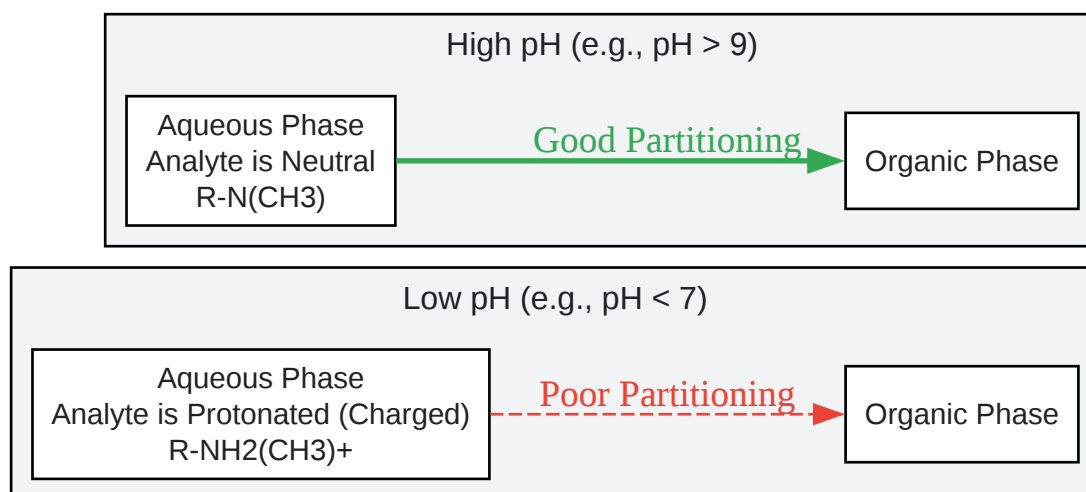 High pH (e.g., pH > 9)
Aqueous Phase
Analyte is Neutral
R-N(CH3)
Good Partitioning
Organic Phase
Low pH (e.g., pH < 7)
Aqueous Phase
Analyte is Protonated (Charged)
R-NH2(CH3)+
Poor Partitioning
Organic Phase